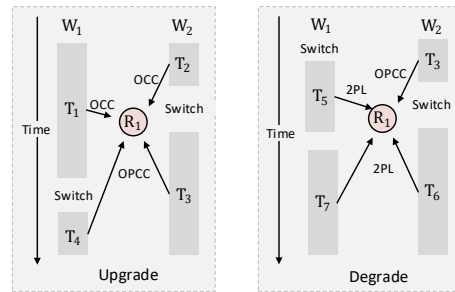 W1 W2
T2
OCC
T1 OCC Switch
R1
Time
OPCC
T3
Switch
T4
Upgrade
W1 W2
Switch T3
OPCC
T5 2PL Switch
R1
Time
2PL
T7 T6
Degrade